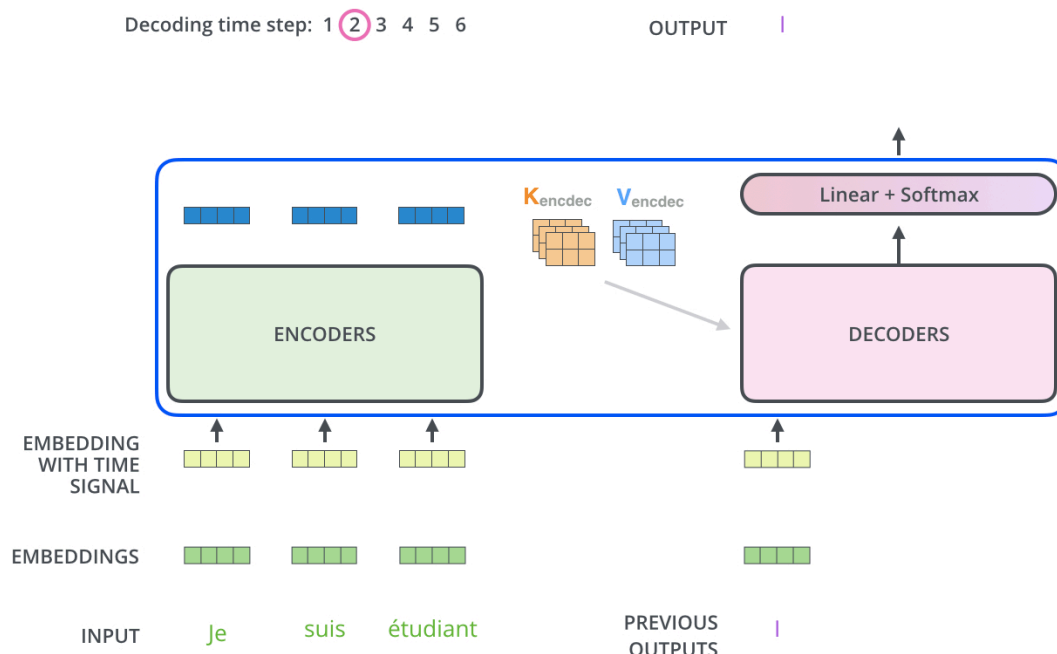 Decoding time step: 1 2 3 4 5 6
OUTPUT I
Kencdec Vencdec
Linear + Softmax
ENCODERS
DECODERS
EMBEDDING
WITH TIME
SIGNAL
EMBEDDINGS
INPUT Je suis étudiant
PREVIOUS
OUTPUTS
I